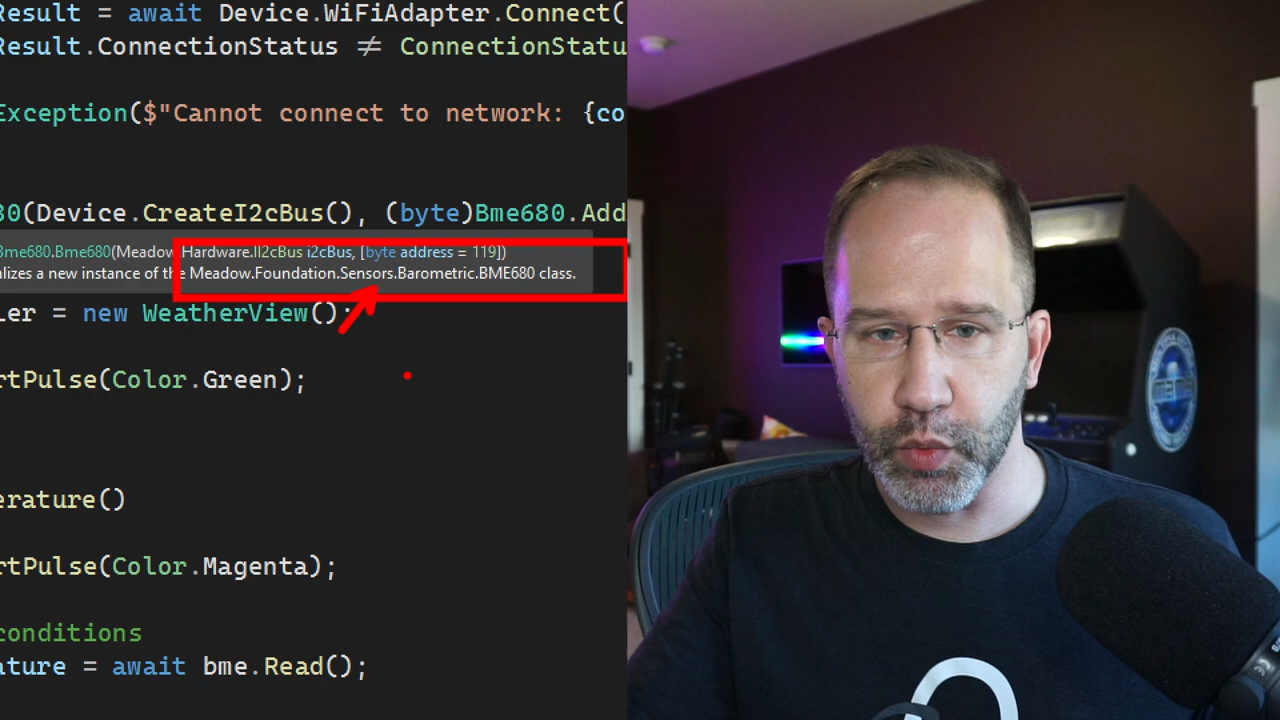 Result = await Device.WiFiAdapter.Connect(
Result.ConnectionStatus ≠ ConnectionStatu
Exception($"Cannot connect to network: {co
80(Device.CreateI2cBus(), (byte)Bme680.Add
Bme680.Bme680(Meadow.Hardware.II2cBus i2cBus, [byte address = 119])
alizes a new instance of the Meadow.Foundation.Sensors.Barometric.BME680 class.
ler = new WeatherView();
rtPulse(Color.Green);
erature()
rtPulse(Color.Magenta);
conditions
ature = await bme.Read();